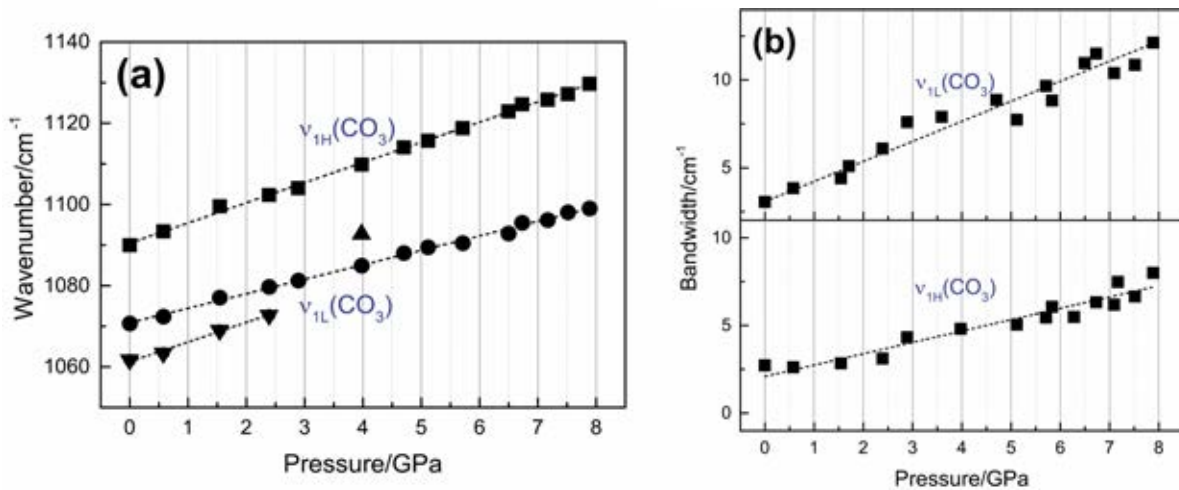 (a)
1140
1120
1100
1080
1060
Wavenumber/cm⁻¹
ν1H(CO3)
ν1L(CO3)
0 1 2 3 4 5 6 7 8
Pressure/GPa
(b)
10
5
ν1L(CO3)
Bandwidth/cm⁻¹
10
5
0
ν1H(CO3)
0 1 2 3 4 5 6 7 8
Pressure/GPa